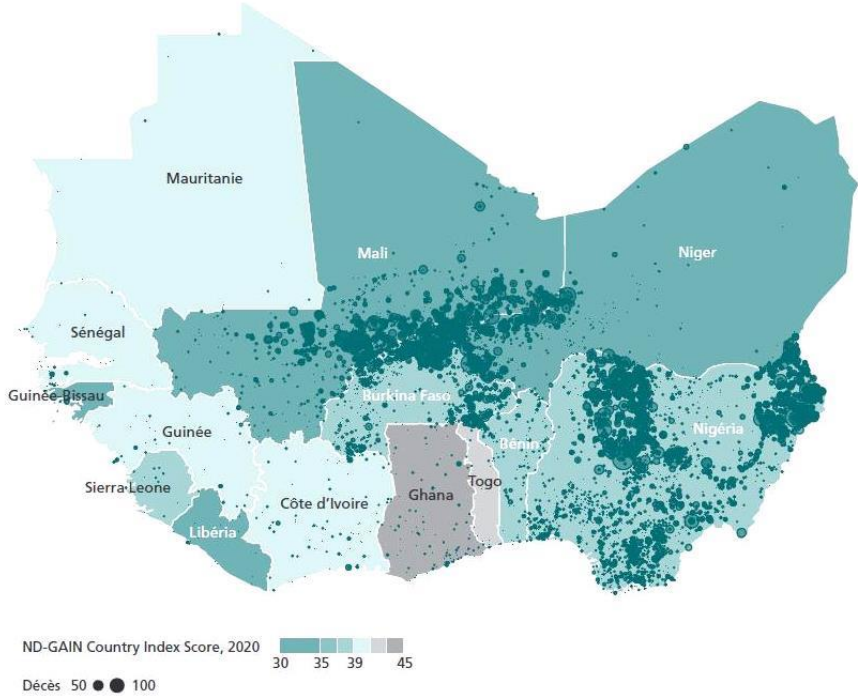 Mauritanie
Mali
Niger
Sénégal
Guinée-Bissau
Burkina Faso
Guinée
Bénin
Nigéria
Sierra Leone
Côte d'Ivoire
Ghana
Togo
Libéria
ND-GAIN Country Index Score, 2020
30 35 39 45
Décès 50 100